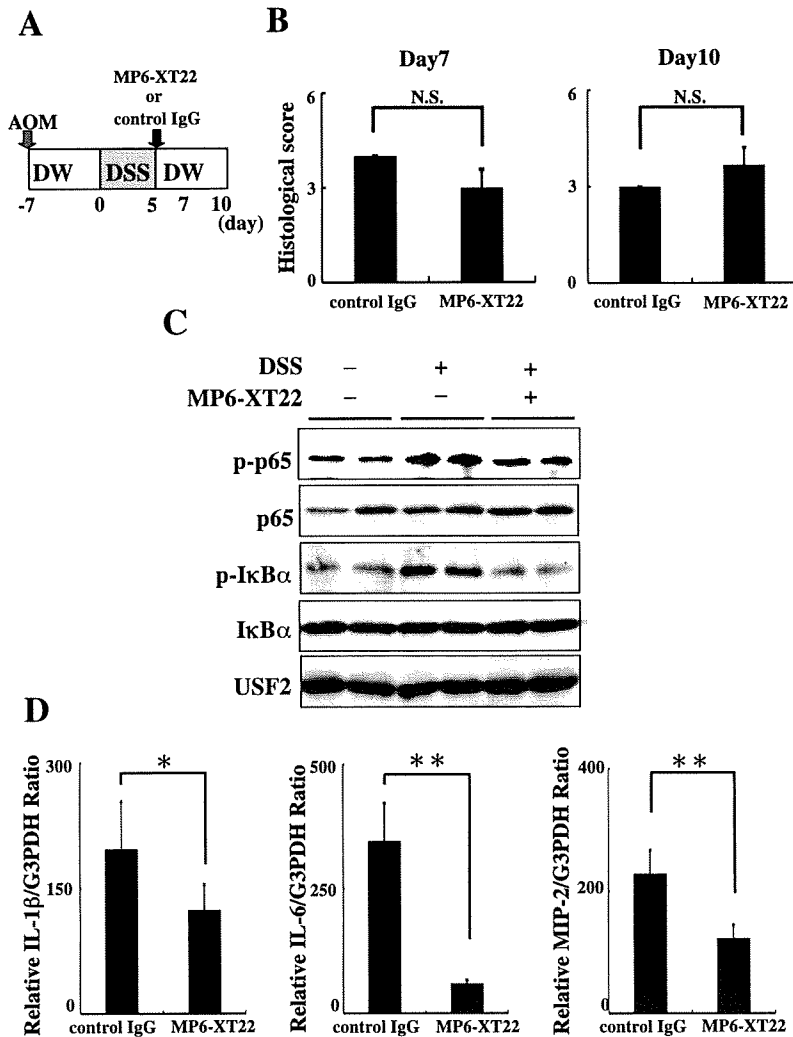 A
MP6-XT22
or
control IgG
AOM
DW DSS DW
-7 0 5 7 10
(day)
B
Day7 Day10
Histological score
6
3
0
N.S.
control IgG MP6-XT22
6
3
0
N.S.
control IgG MP6-XT22
C
DSS − + +
MP6-XT22 − − +
p-p65
p65
p-IκBα
IκBα
USF2
D
Relative IL-1β/G3PDH Ratio
300
150
0
*
control IgG MP6-XT22
Relative IL-6/G3PDH Ratio
500
250
0
**
control IgG MP6-XT22
Relative MIP-2/G3PDH Ratio
400
200
0
**
control IgG MP6-XT22